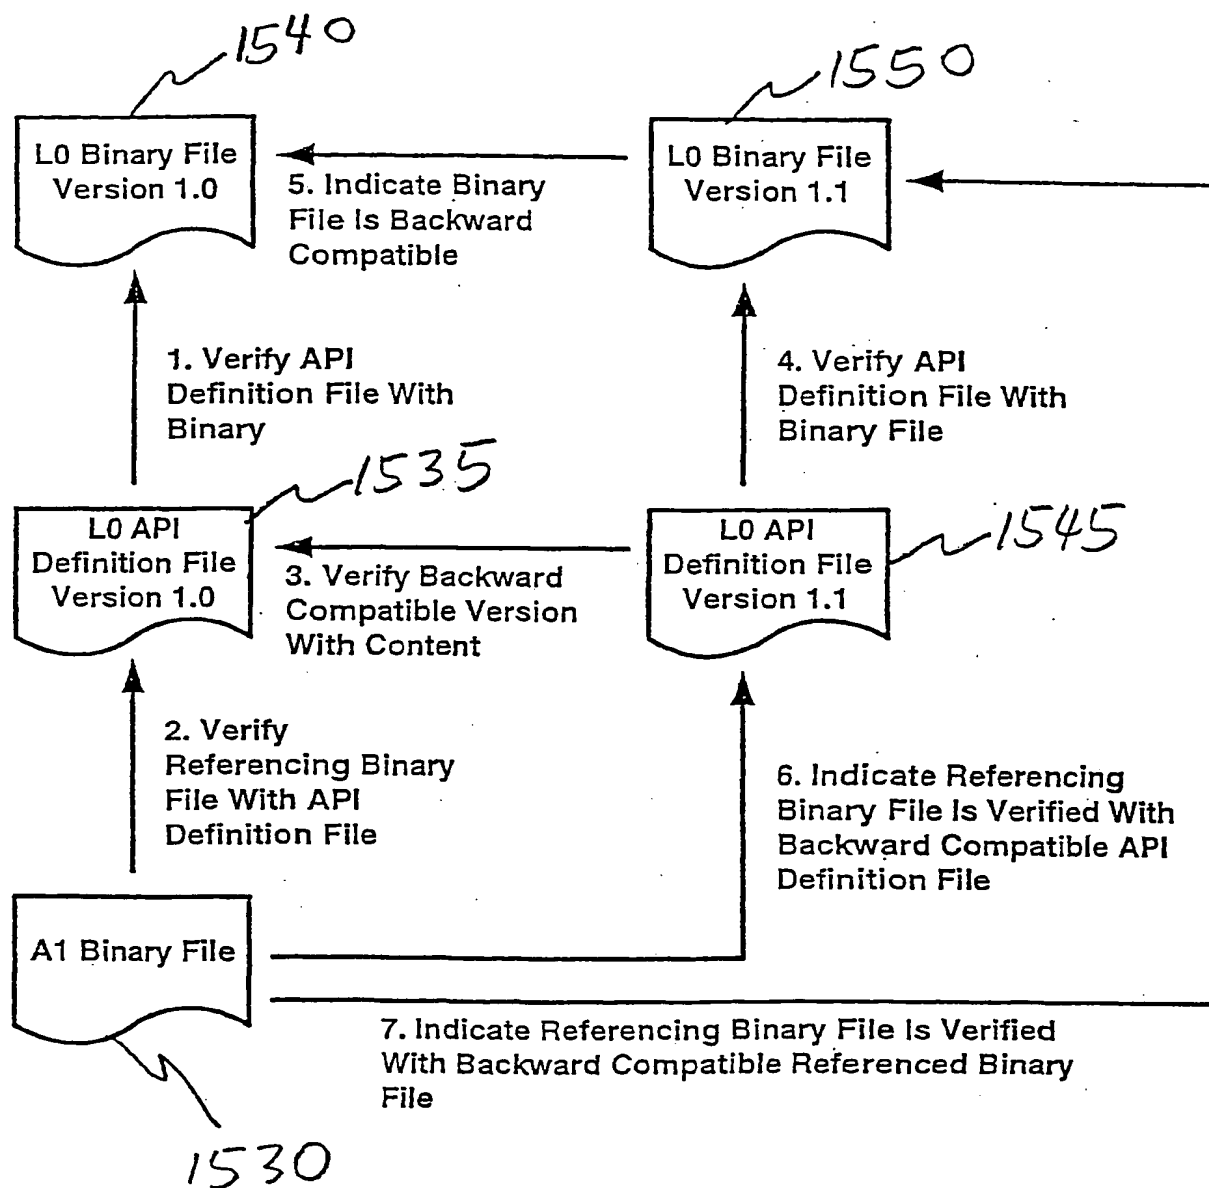 1540
1550
L0 Binary File
Version 1.0
5. Indicate Binary
File Is Backward
Compatible
L0 Binary File
Version 1.1
1. Verify API
Definition File With
Binary
4. Verify API
Definition File With
Binary File
1535
1545
L0 API
Definition File
Version 1.0
3. Verify Backward
Compatible Version
With Content
L0 API
Definition File
Version 1.1
2. Verify
Referencing Binary
File With API
Definition File
6. Indicate Referencing
Binary File Is Verified With
Backward Compatible API
Definition File
A1 Binary File
7. Indicate Referencing Binary File Is Verified
With Backward Compatible Referenced Binary
File
1530